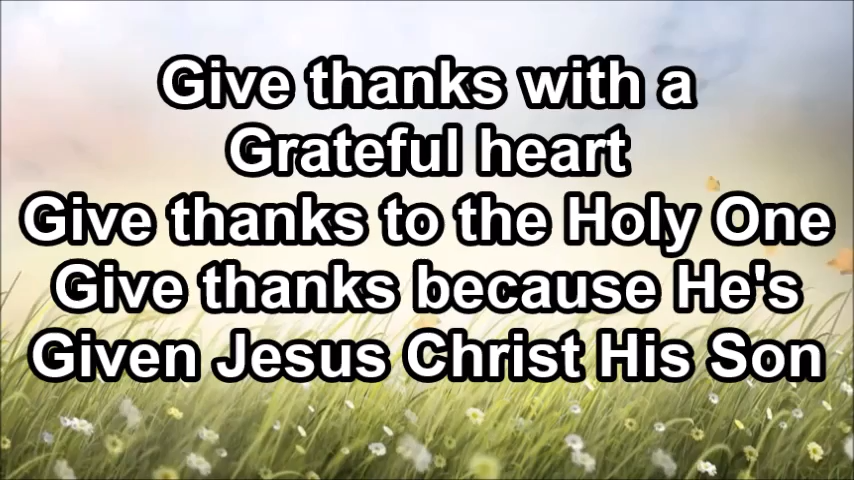 Give thanks with a
Grateful heart
Give thanks to the Holy One
Give thanks because He's
Given Jesus Christ His Son